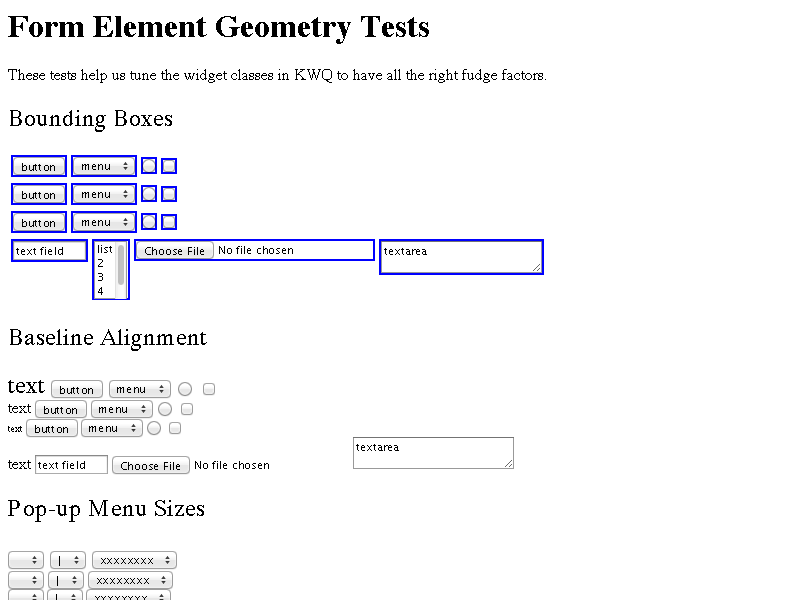 Form Element Geometry Tests
These tests help us tune the widget classes in KWQ to have all the right fudge factors.
Bounding Boxes
button menu
button menu
button menu
text field list Choose File No file chosen textarea
2
3
4
Baseline Alignment
text button menu
text button menu
text button menu
textarea
text text field Choose File No file chosen
Pop-up Menu Sizes
| xxxxxxxx
| xxxxxxxx
| xxxxxxxx